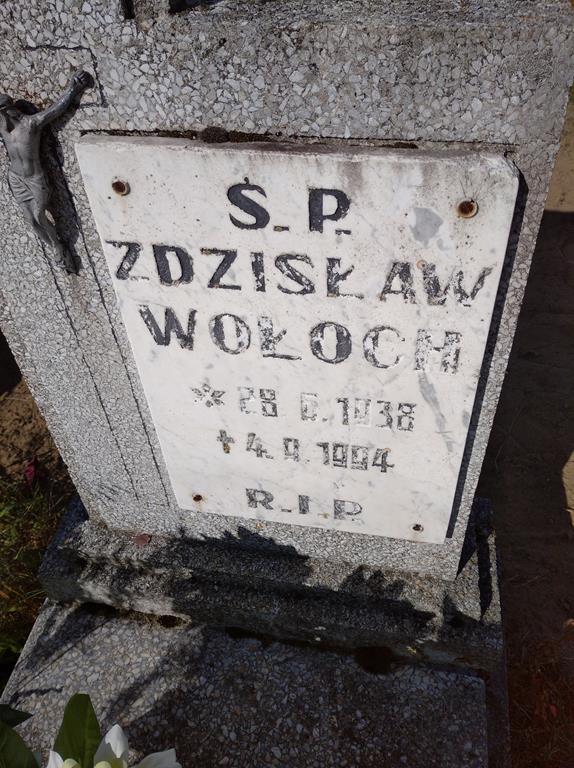 Ś.P.
ZDZISŁAW
WOŁOCH
* 28.6.1938
✝ 4.9.1994
R.I.P.